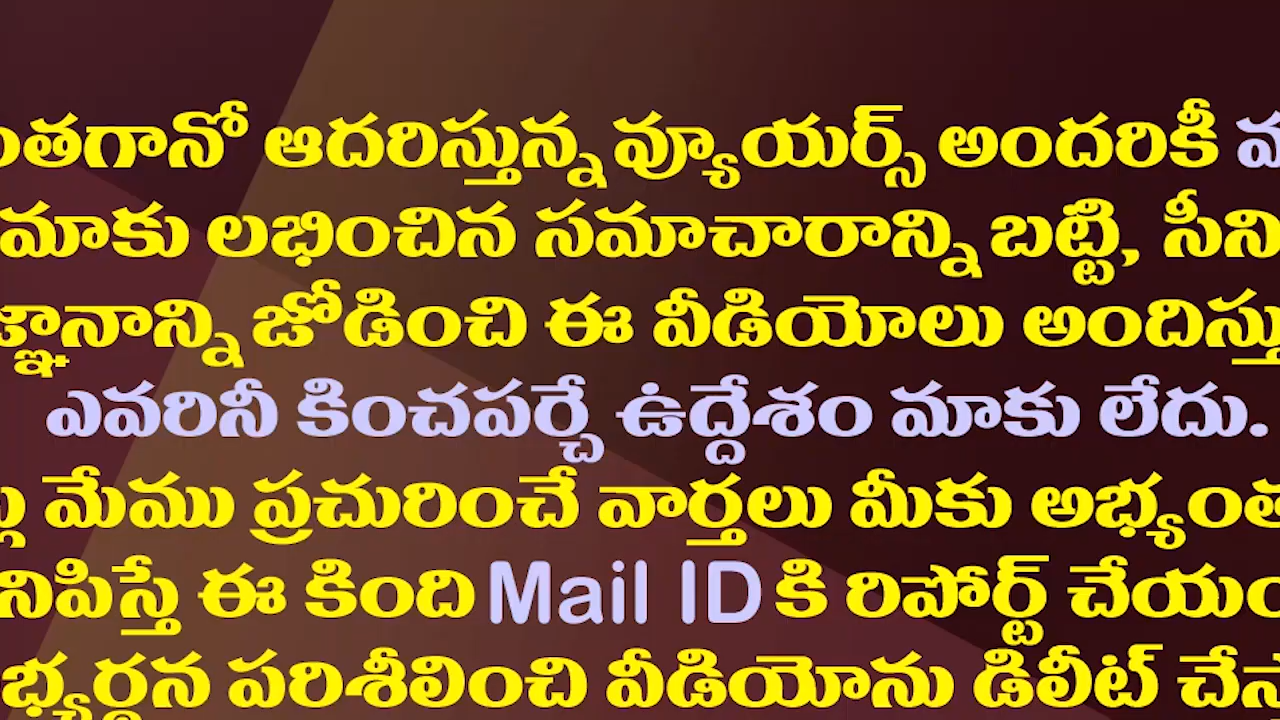 ంతగానో ఆదరిస్తున్న వ్యూయర్స్ అందరికీ
మాకు లభించిన సమాచారాన్ని బట్టి, సీని
జ్ఞానాన్ని జోడించి ఈ వీడియోలు అందిస్తు
ఎవరినీ కించపర్చే ఉద్దేశం మాకు లేదు.
మేము ప్రచురించే వార్తలు మీకు అభ్యంత
నిపిస్తే ఈ కింది Mail ID కి రిపోర్ట్ చేయం
భ్యర్థన పరిశీలించి వీడియోను డిలీట్ చేస